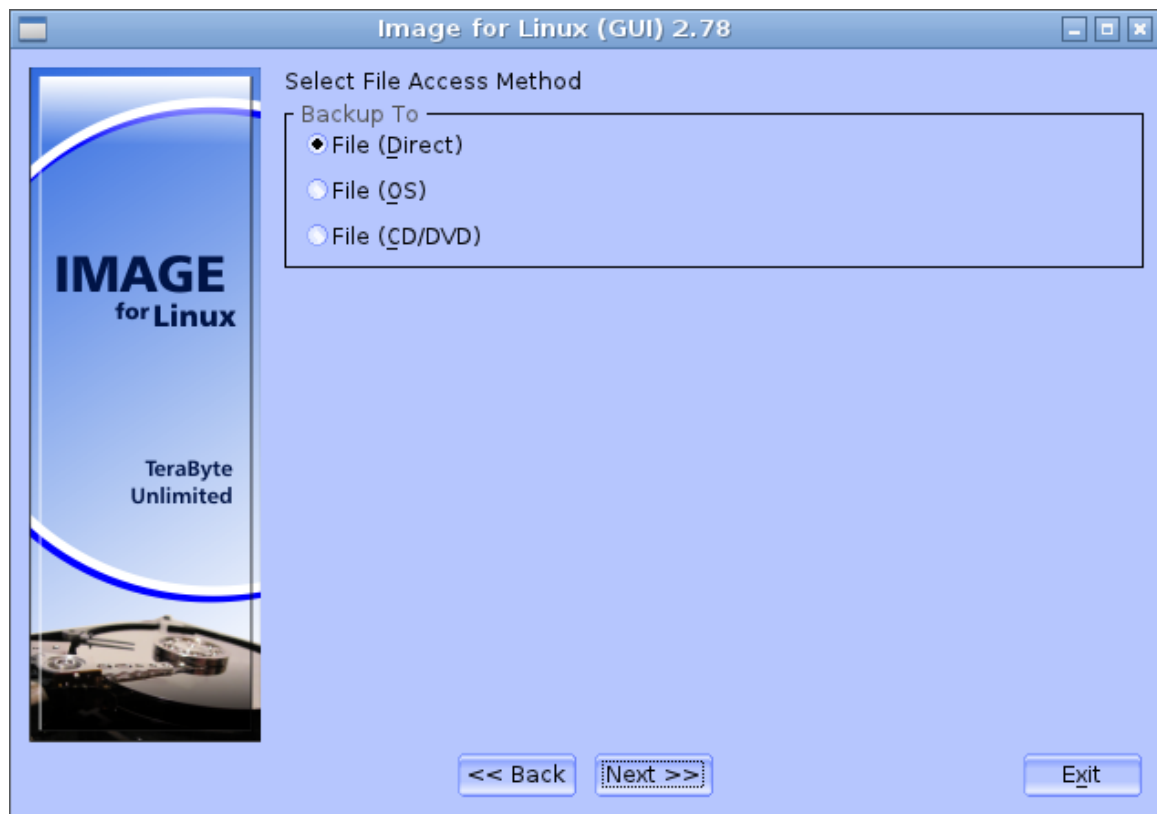 Image for Linux (GUI) 2.78
Select File Access Method
Backup To
File (Direct)
File (OS)
File (CD/DVD)
IMAGE
for Linux
TeraByte
Unlimited
<< Back
Next >>
Exit